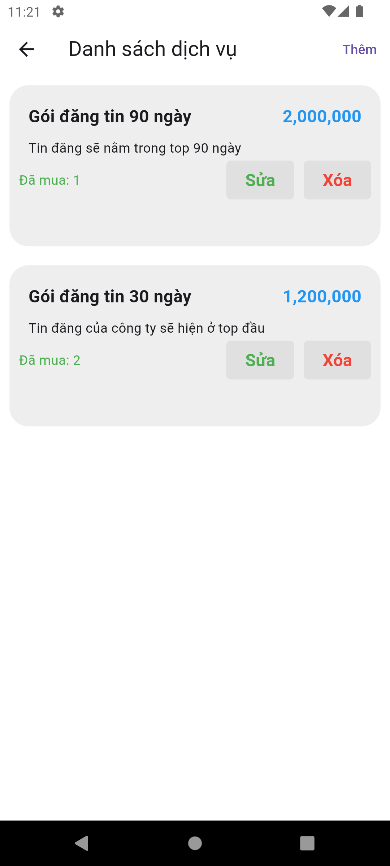 11:21
Danh sách dịch vụ
Thêm
Gói đăng tin 90 ngày
2,000,000
Tin đăng sẽ nằm trong top 90 ngày
Đã mua: 1
Sửa
Xóa
Gói đăng tin 30 ngày
1,200,000
Tin đăng của công ty sẽ hiện ở top đầu
Đã mua: 2
Sửa
Xóa